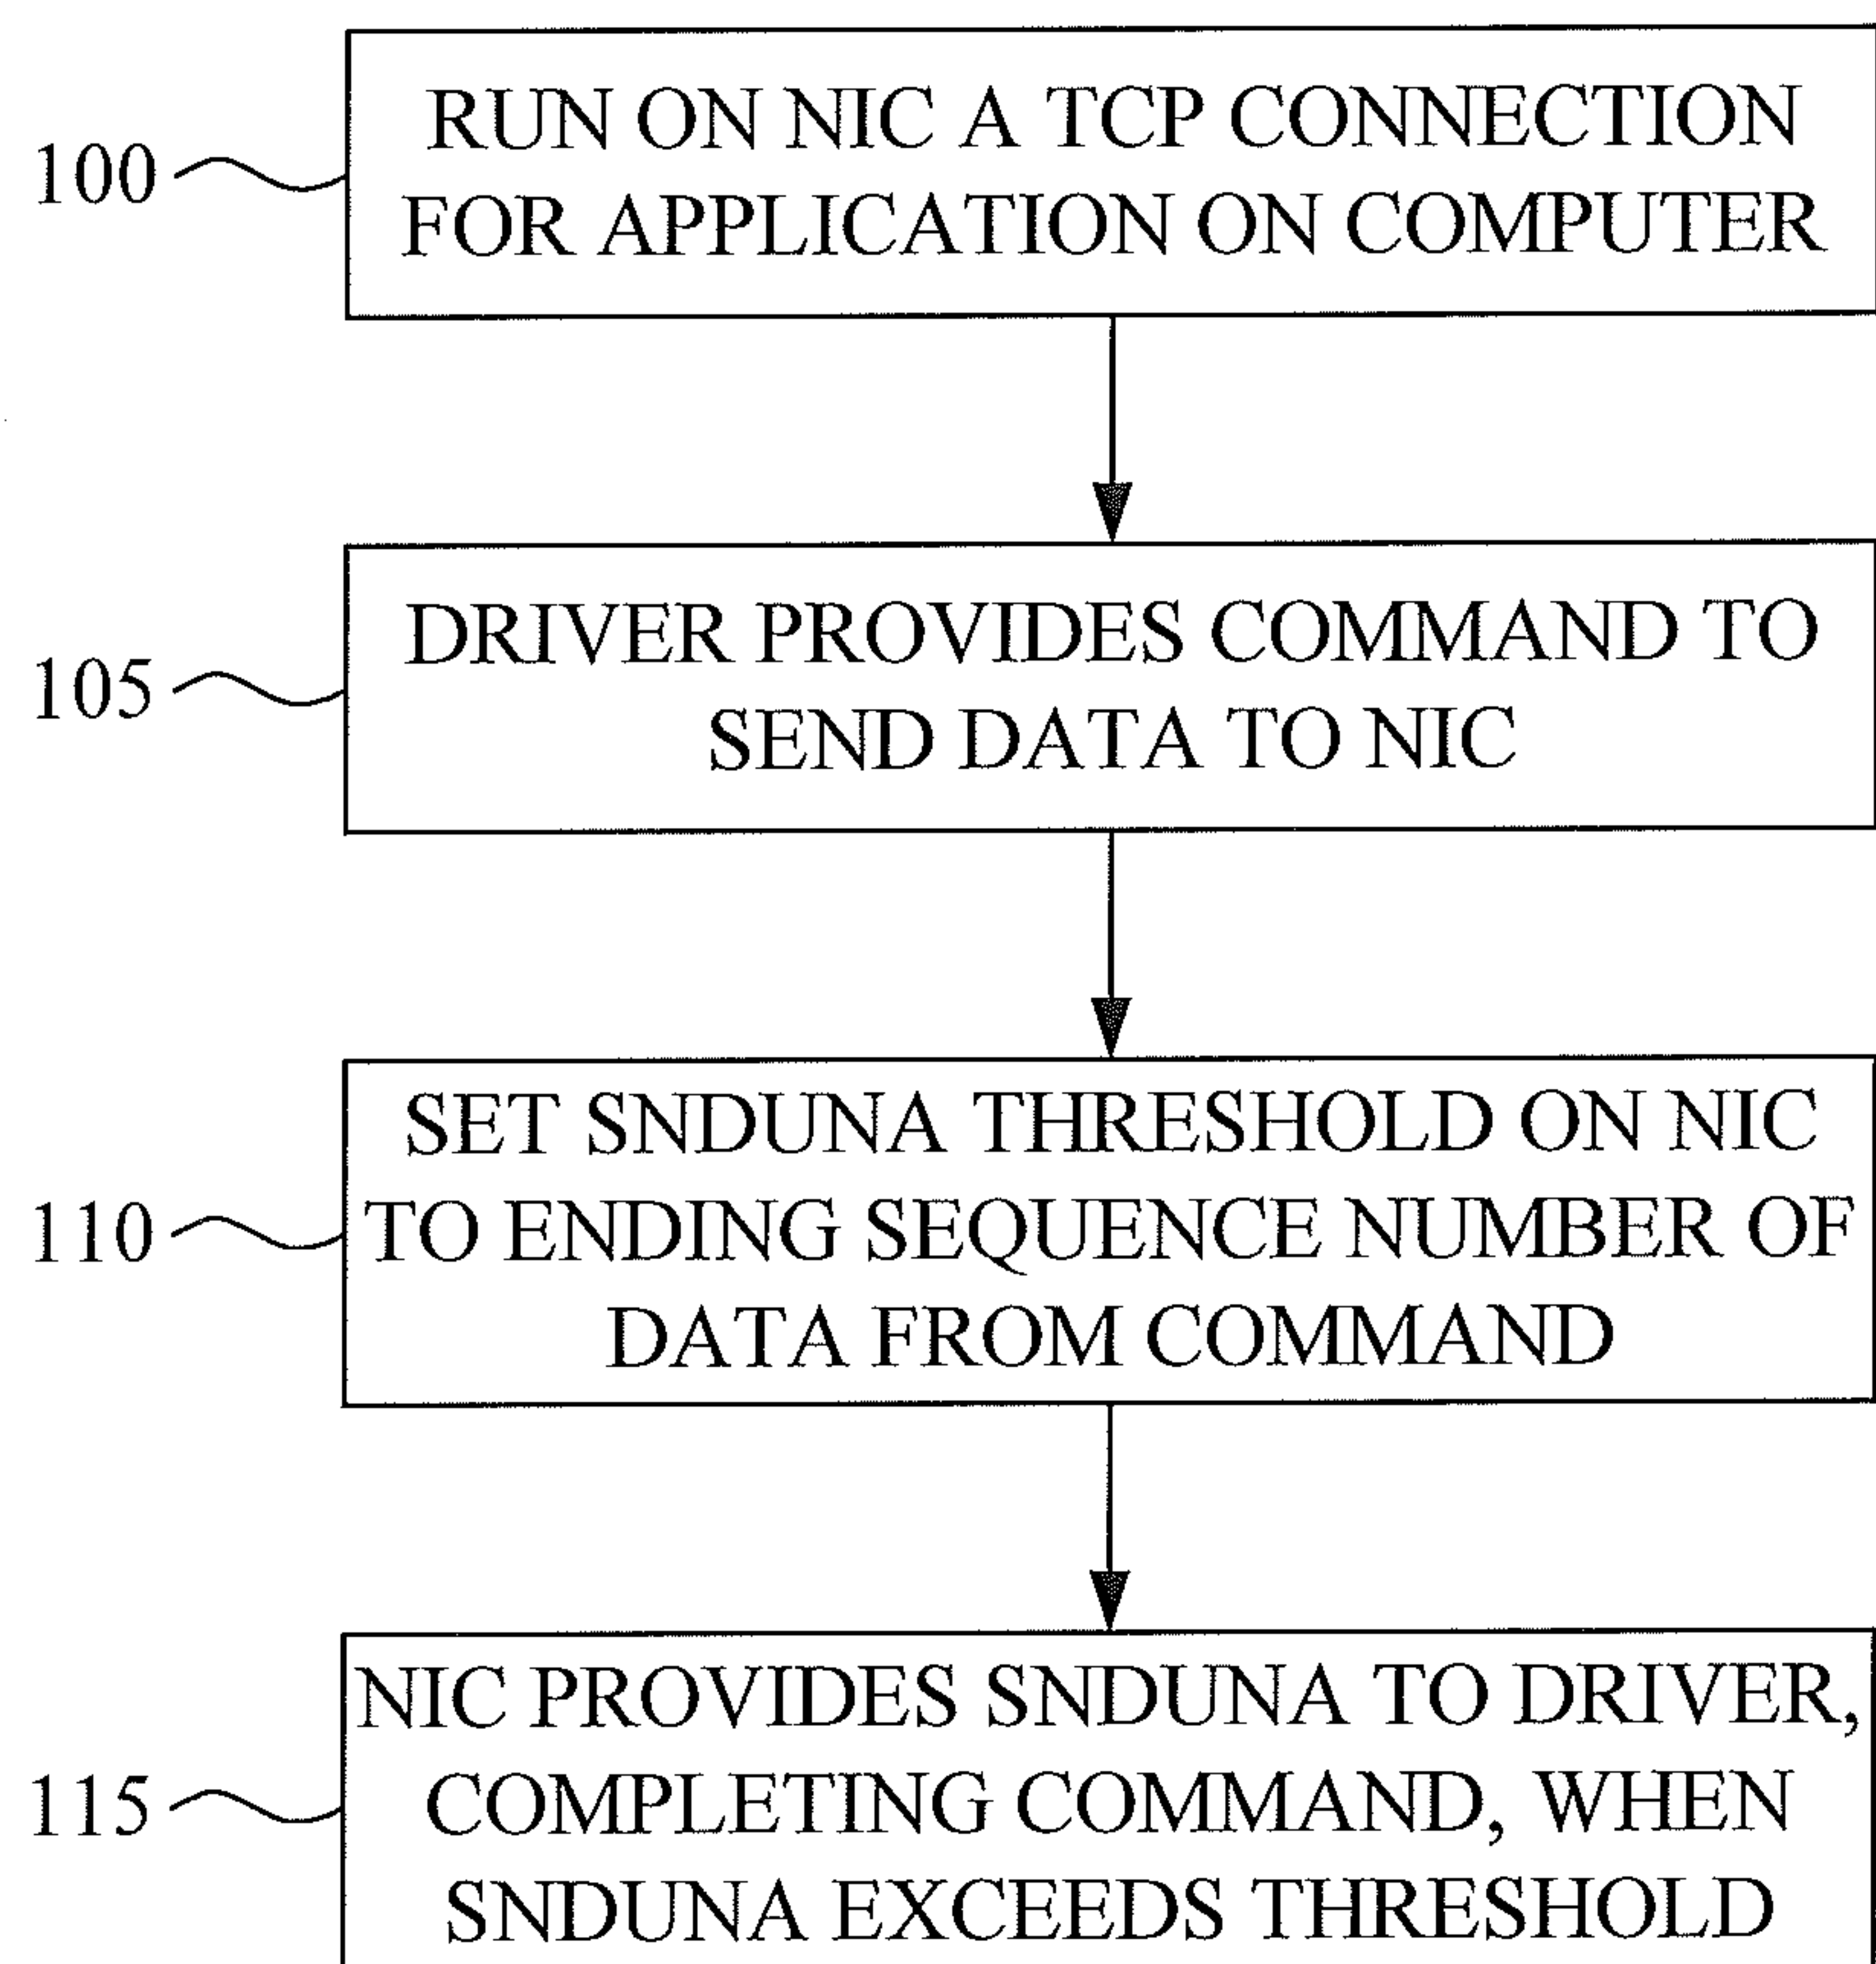 100
RUN ON NIC A TCP CONNECTION
FOR APPLICATION ON COMPUTER
105
DRIVER PROVIDES COMMAND TO
SEND DATA TO NIC
110
SET SNDUNA THRESHOLD ON NIC
TO ENDING SEQUENCE NUMBER OF
DATA FROM COMMAND
115
NIC PROVIDES SNDUNA TO DRIVER,
COMPLETING COMMAND, WHEN
SNDUNA EXCEEDS THRESHOLD